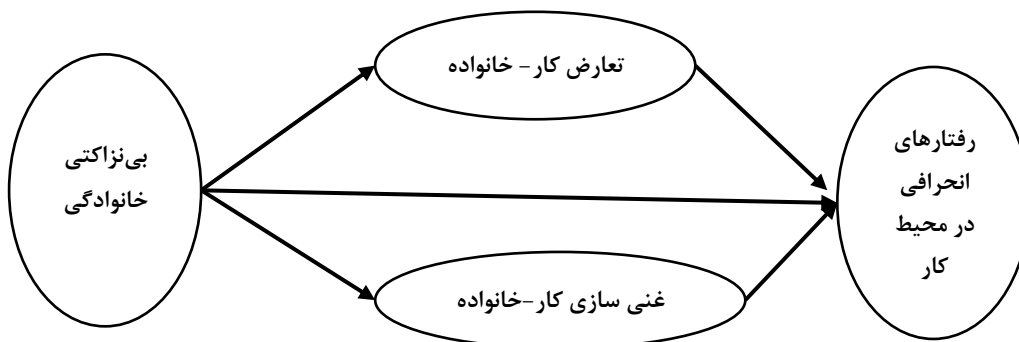 تعارض کار- خانواده
بی‌نزاکتی
خانوادگی
رفتارهای
انحرافی
در محیط
کار
غنی سازی کار-خانواده